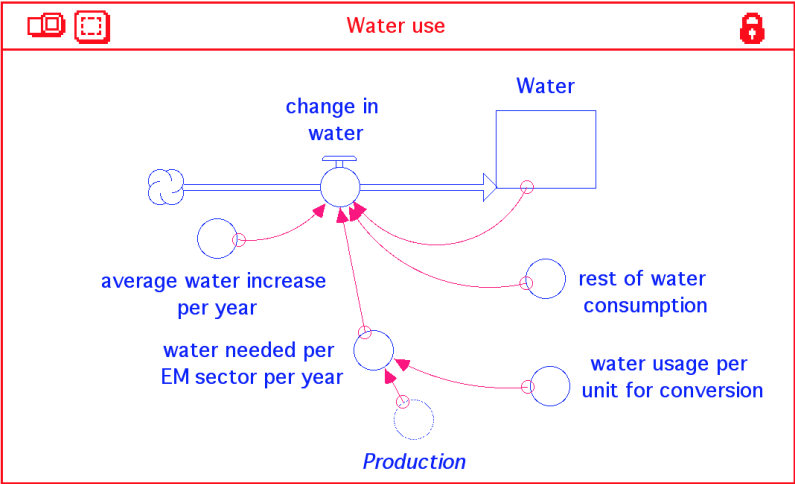 Water use
Water
change in
water
average water increase
per year
rest of water
consumption
water needed per
EM sector per year
water usage per
unit for conversion
Production